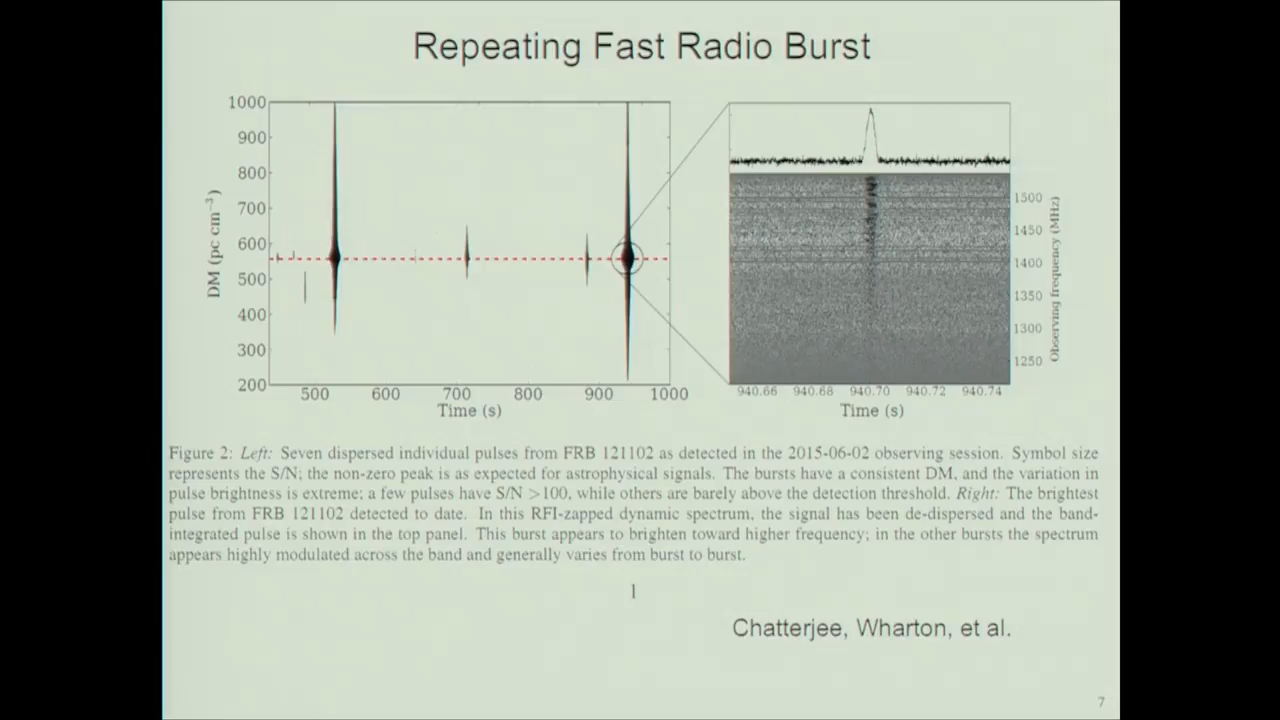 Repeating Fast Radio Burst
1000
900
800
700
600
500
400
300
200
DM (pc cm⁻³)
500 600 700 800 900 1000
Time (s)
1500
1450
1400
1350
1300
1250
Observing frequency (MHz)
940.66 940.68 940.70 940.72 940.74
Time (s)
Figure 2: Left: Seven dispersed individual pulses from FRB 121102 as detected in the 2015-06-02 observing session. Symbol size
represents the S/N; the non-zero peak is as expected for astrophysical signals. The bursts have a consistent DM, and the variation in
pulse brightness is extreme; a few pulses have S/N >100, while others are barely above the detection threshold. Right: The brightest
pulse from FRB 121102 detected to date. In this RFI-zapped dynamic spectrum, the signal has been de-dispersed and the band-
integrated pulse is shown in the top panel. This burst appears to brighten toward higher frequency; in the other bursts the spectrum
appears highly modulated across the band and generally varies from burst to burst.
1
Chatterjee, Wharton, et al.
7